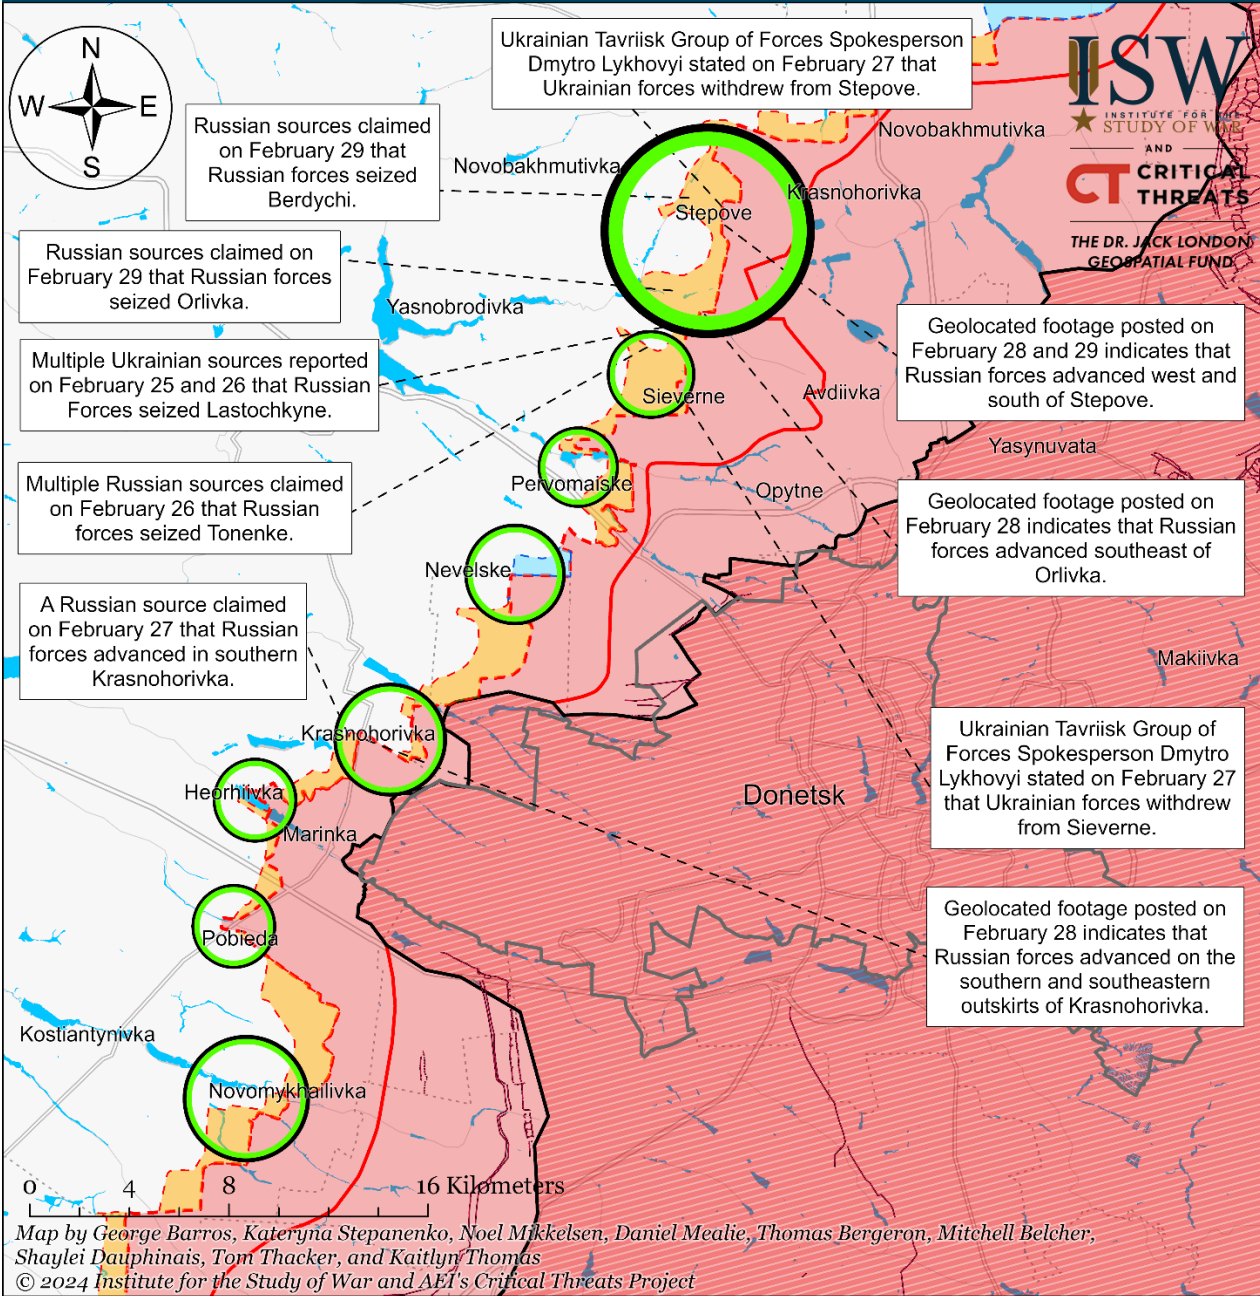 N
W
E
S
Ukrainian Tavriisk Group of Forces Spokesperson
Dmytro Lykhovyi stated on February 27 that
Ukrainian forces withdrew from Stepove.
ISW
INSTITUTE FOR THE
STUDY OF WAR
AND
CT CRITICAL
THREATS
THE DR. JACK LONDON
GEOSPATIAL FUND
Russian sources claimed
on February 29 that
Russian forces seized
Berdychi.
Novobakhmutivka
Novobakhmutivka
Krasnohorivka
Stepove
Russian sources claimed on
February 29 that Russian forces
seized Orlivka.
Yasnobrodivka
Geolocated footage posted on
February 28 and 29 indicates that
Russian forces advanced west and
south of Stepove.
Multiple Ukrainian sources reported
on February 25 and 26 that Russian
Forces seized Lastochkyne.
Sieverne
Avdiivka
Yasynuvata
Multiple Russian sources claimed
on February 26 that Russian
forces seized Tonenke.
Pervomaiske
Opytne
Geolocated footage posted on
February 28 indicates that Russian
forces advanced southeast of
Orlivka.
Nevelske
A Russian source claimed
on February 27 that Russian
forces advanced in southern
Krasnohorivka.
Makiivka
Krasnohorivka
Ukrainian Tavriisk Group of
Forces Spokesperson Dmytro
Lykhovyi stated on February 27
that Ukrainian forces withdrew
from Sieverne.
Heorhiivka
Donetsk
Marinka
Geolocated footage posted on
February 28 indicates that
Russian forces advanced on the
southern and southeastern
outskirts of Krasnohorivka.
Pobieda
Kostiantynivka
Novomykhailivka
0 4 8 16 Kilometers
Map by George Barros, Kateryna Stepanenko, Noel Mikkelsen, Daniel Mealie, Thomas Bergeron, Mitchell Belcher,
Shaylei Dauphinais, Tom Thacker, and Kaitlyn Thomas
© 2024 Institute for the Study of War and AEI's Critical Threats Project